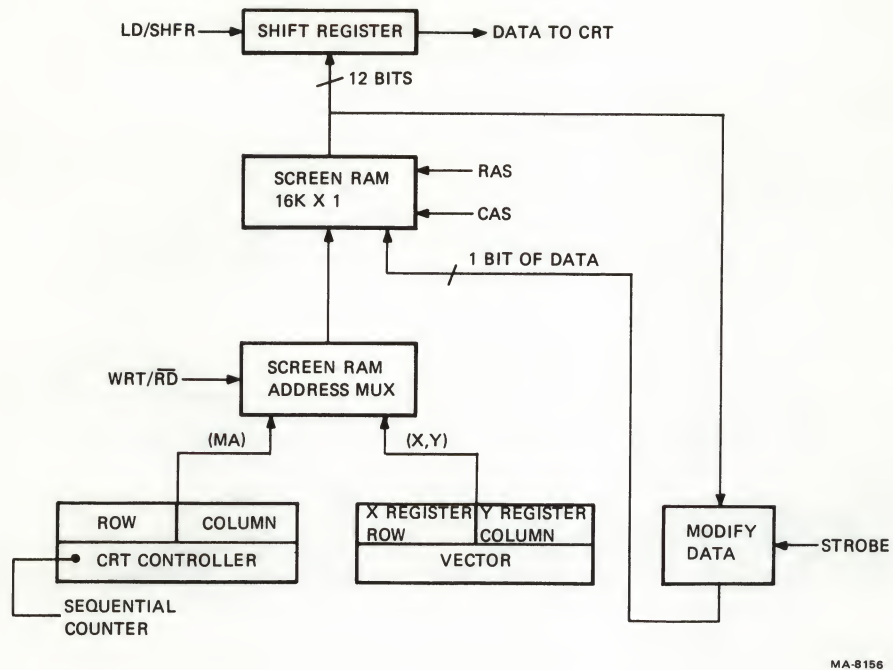 LD/SHFR
SHIFT REGISTER
DATA TO CRT
12 BITS
SCREEN RAM
16K X 1
RAS
CAS
1 BIT OF DATA
WRT/R̅D̅
SCREEN RAM
ADDRESS MUX
(MA)
(X,Y)
ROW
COLUMN
CRT CONTROLLER
X REGISTER
ROW
Y REGISTER
COLUMN
VECTOR
MODIFY
DATA
STROBE
SEQUENTIAL
COUNTER
MA-8156